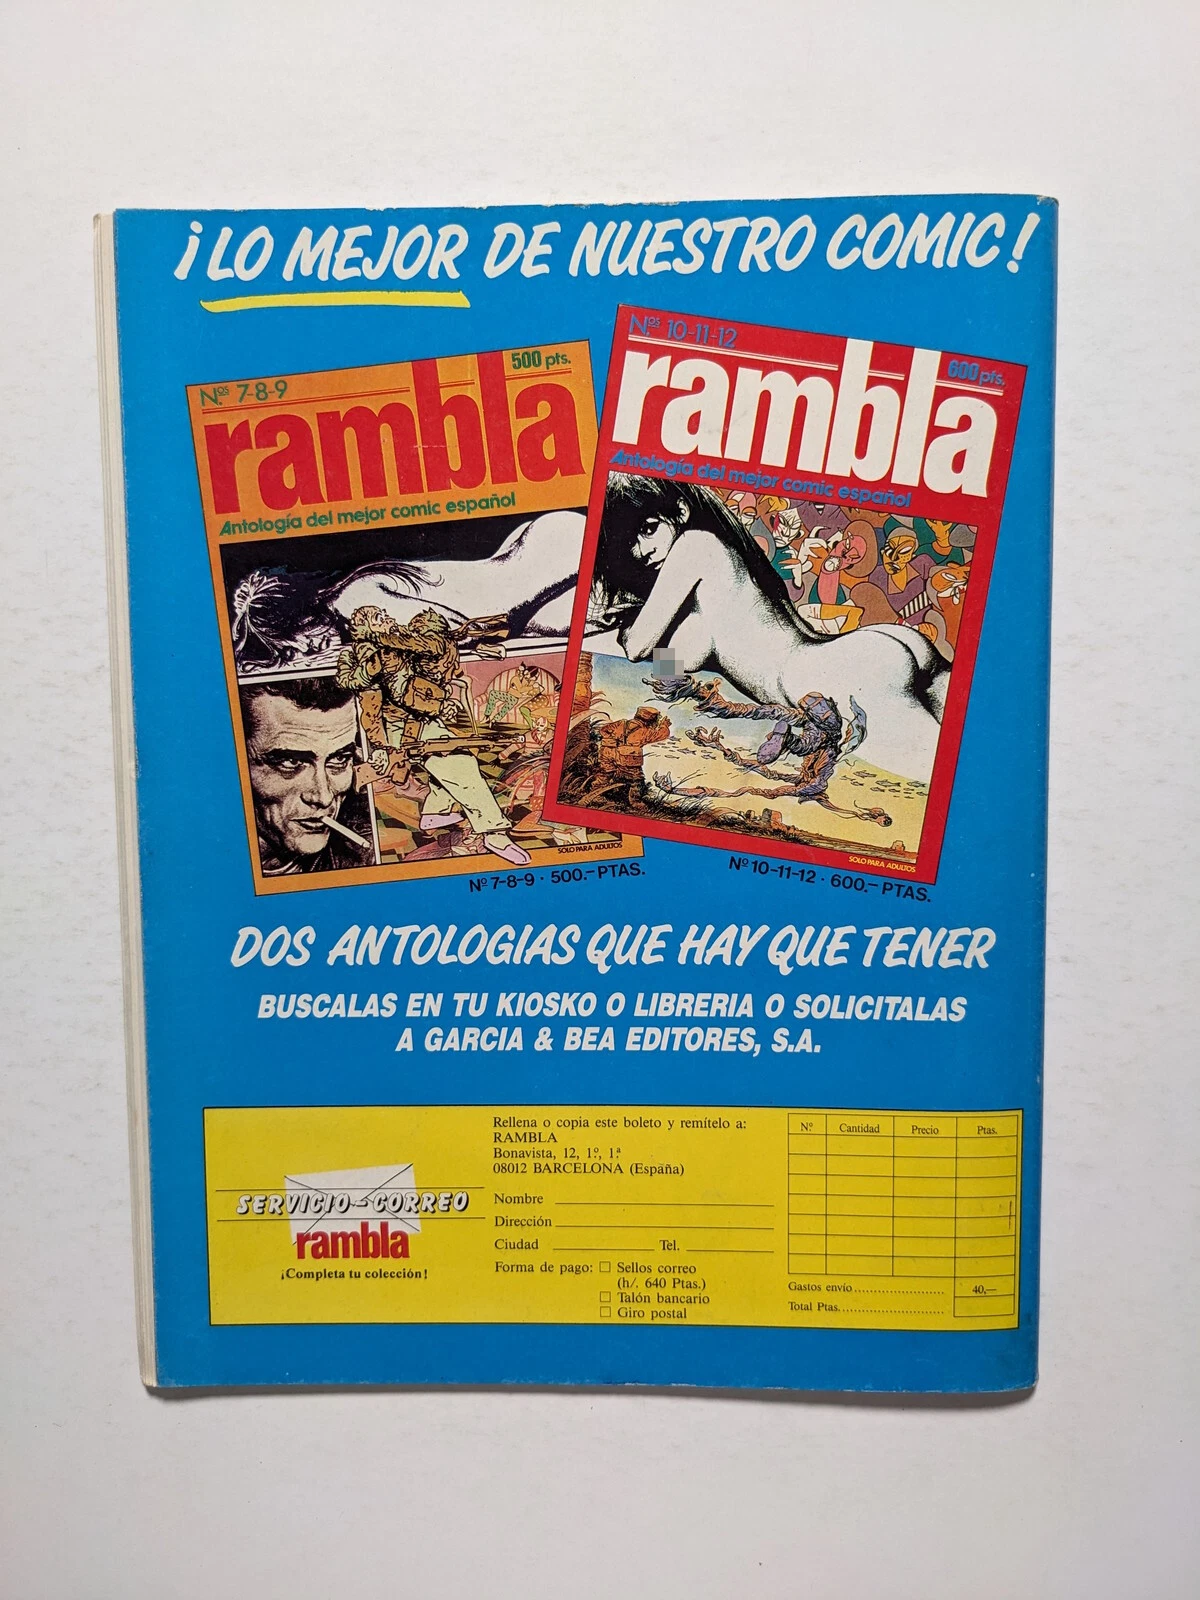 ¡LO MEJOR DE NUESTRO COMIC!
Nos. 7-8-9
500 pts.
rambla
Antología del mejor comic español
SOLO PARA ADULTOS
Nº 7-8-9 · 500.- PTAS.
Nos. 10-11-12
600 pts.
rambla
Antología del mejor comic español
SOLO PARA ADULTOS
Nº 10-11-12 · 600.- PTAS.
DOS ANTOLOGIAS QUE HAY QUE TENER
BUSCALAS EN TU KIOSKO O LIBRERIA O SOLICITALAS
A GARCIA & BEA EDITORES, S.A.
SERVICIO-CORREO
rambla
¡Completa tu colección!
Rellena o copia este boleto y remítelo a:
RAMBLA
Bonavista, 12, 1º, 1ª
08012 BARCELONA (España)
Nombre
Dirección
Ciudad Tel.
Forma de pago: □ Sellos correo
(h/. 640 Ptas.)
□ Talón bancario
□ Giro postal
Nº Cantidad Precio Ptas.
Gastos envío........................ 40,—
Total Ptas...........................